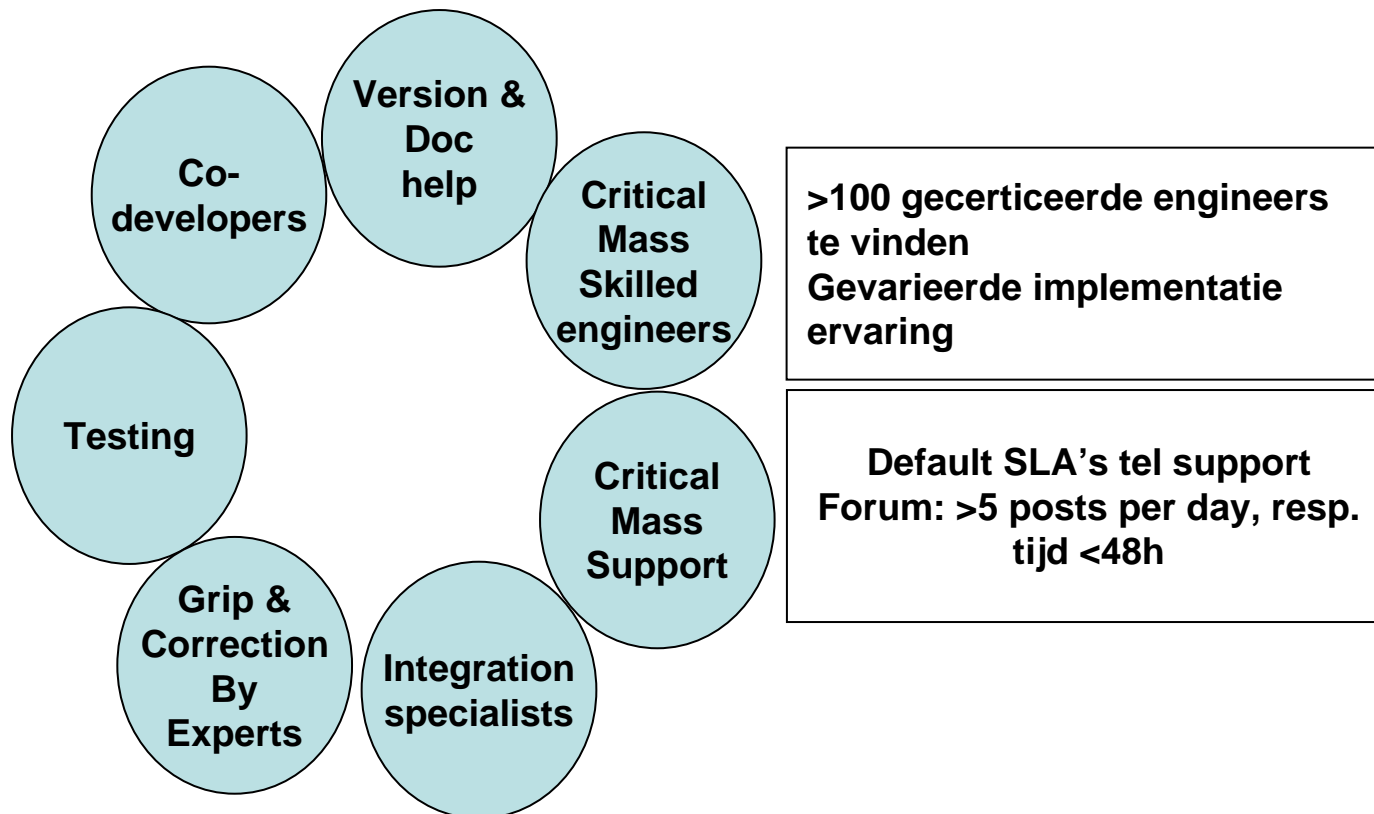 Version &
Doc
help
Co-
developers
Critical
Mass
Skilled
engineers
>100 gecerticeerde engineers
te vinden
Gevarieerde implementatie
ervaring
Testing
Critical
Mass
Support
Default SLA’s tel support
Forum: >5 posts per day, resp.
tijd <48h
Grip &
Correction
By
Experts
Integration
specialists